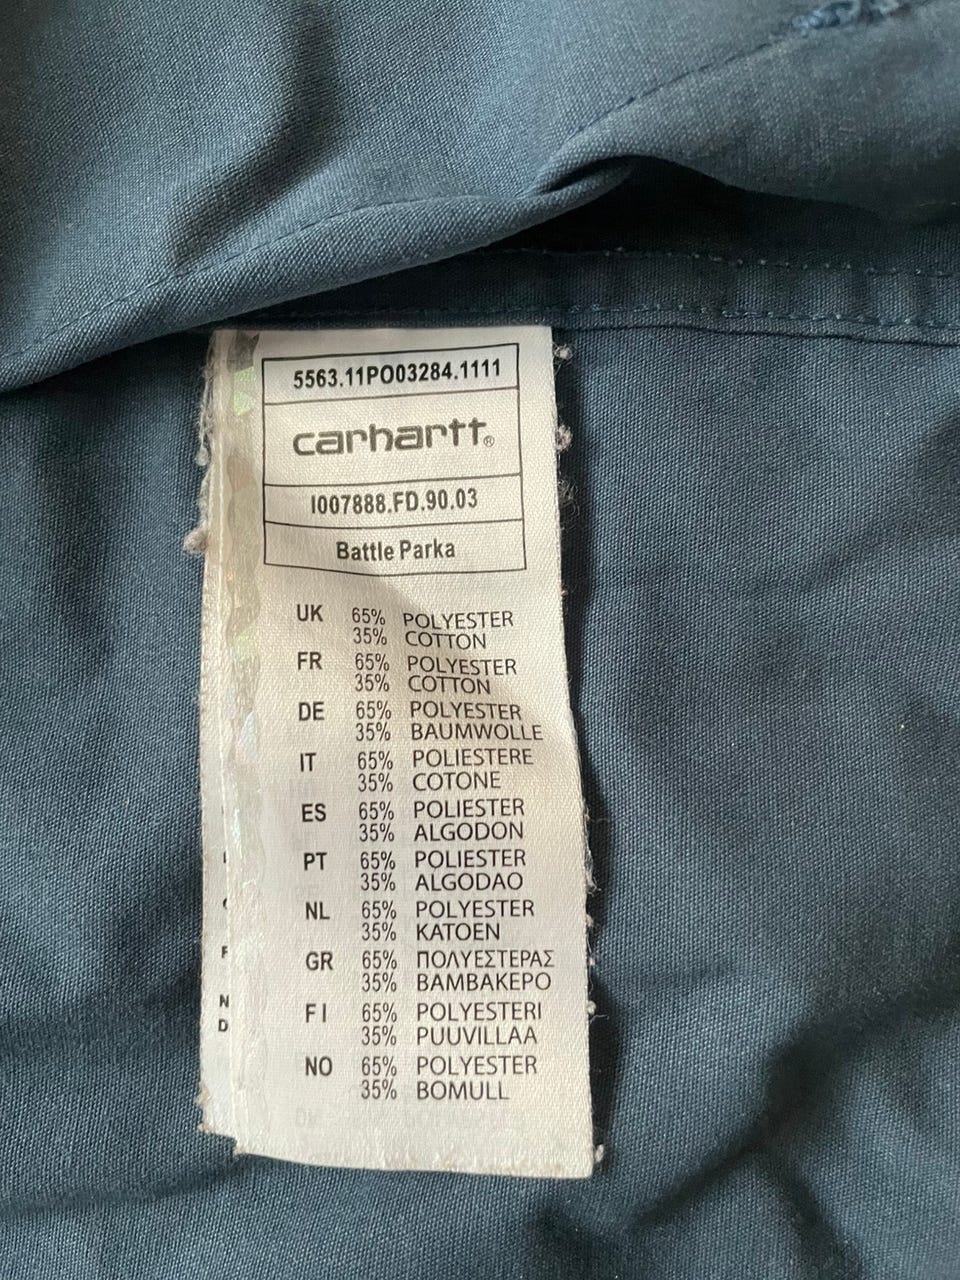 5563.11PO03284.1111
carhartt®
I007888.FD.90.03
Battle Parka
UK 65% POLYESTER
35% COTTON
FR 65% POLYESTER
35% COTTON
DE 65% POLYESTER
35% BAUMWOLLE
IT 65% POLIESTERE
35% COTONE
ES 65% POLIESTER
35% ALGODON
PT 65% POLIESTER
35% ALGODAO
NL 65% POLYESTER
35% KATOEN
GR 65% ΠΟΛΥΕΣΤΕΡΑΣ
35% ΒΑΜΒΑΚΕΡΟ
FI 65% POLYESTERI
35% PUUVILLAA
NO 65% POLYESTER
35% BOMULL